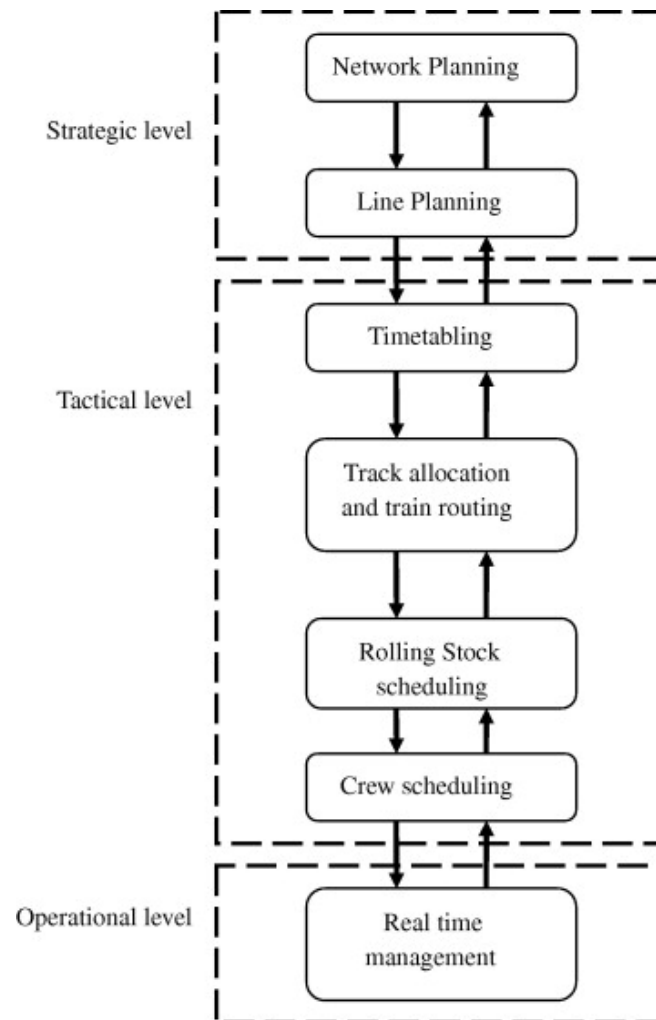 Network Planning
Strategic level
Line Planning
Timetabling
Tactical level
Track allocation
and train routing
Rolling Stock
scheduling
Crew scheduling
Operational level
Real time
management